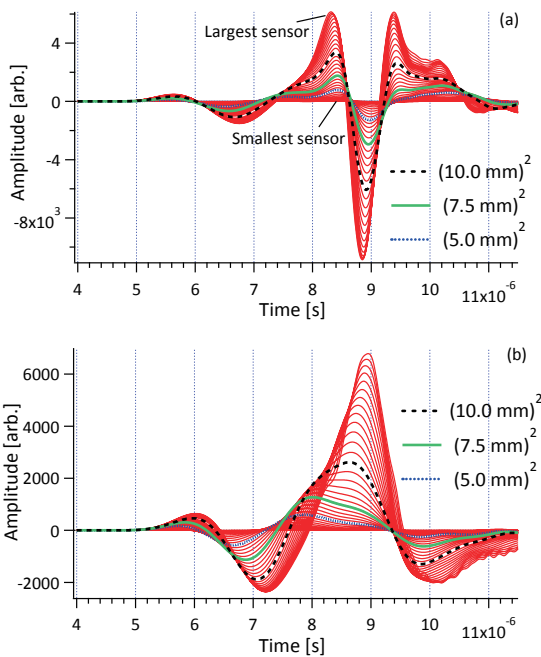 (a)
Amplitude [arb.]
6
Largest sensor
2
Smallest sensor
-4
-8x10³
(10.0 mm)²
(7.5 mm)²
(5.0 mm)²
4 5 6 7 8 9 10 11x10⁻⁶
Time [s]
(b)
Amplitude [arb.]
6000
4000
2000
0
-2000
(10.0 mm)²
(7.5 mm)²
(5.0 mm)²
4 5 6 7 8 9 10 11x10⁻⁶
Time [s]